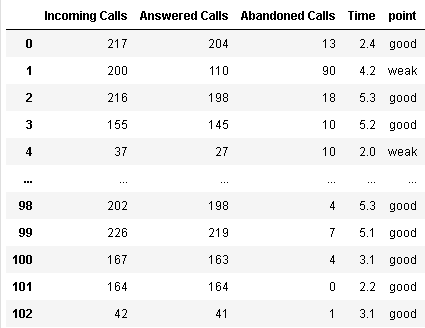 Incoming Calls Answered Calls Abandoned Calls Time point
0 217 204 13 2.4 good
1 200 110 90 4.2 weak
2 216 198 18 5.3 good
3 155 145 10 5.2 good
4 37 27 10 2.0 weak
... ... ... ... ... ...
98 202 198 4 5.3 good
99 226 219 7 5.1 good
100 167 163 4 3.1 good
101 164 164 0 2.2 good
102 42 41 1 3.1 good